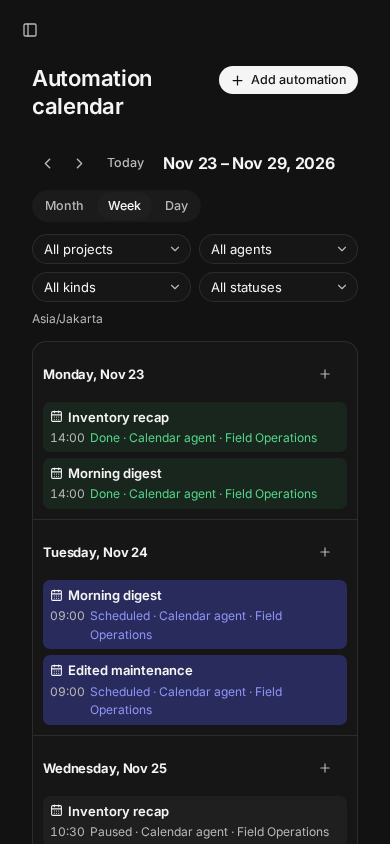 Automation
calendar
Add automation
Today
Nov 23 – Nov 29, 2026
Month Week Day
All projects
All agents
All kinds
All statuses
Asia/Jakarta
Monday, Nov 23
Inventory recap
14:00 Done · Calendar agent · Field Operations
Morning digest
14:00 Done · Calendar agent · Field Operations
Tuesday, Nov 24
Morning digest
09:00 Scheduled · Calendar agent · Field
Operations
Edited maintenance
09:00 Scheduled · Calendar agent · Field
Operations
Wednesday, Nov 25
Inventory recap
10:30 Paused · Calendar agent · Field Operations